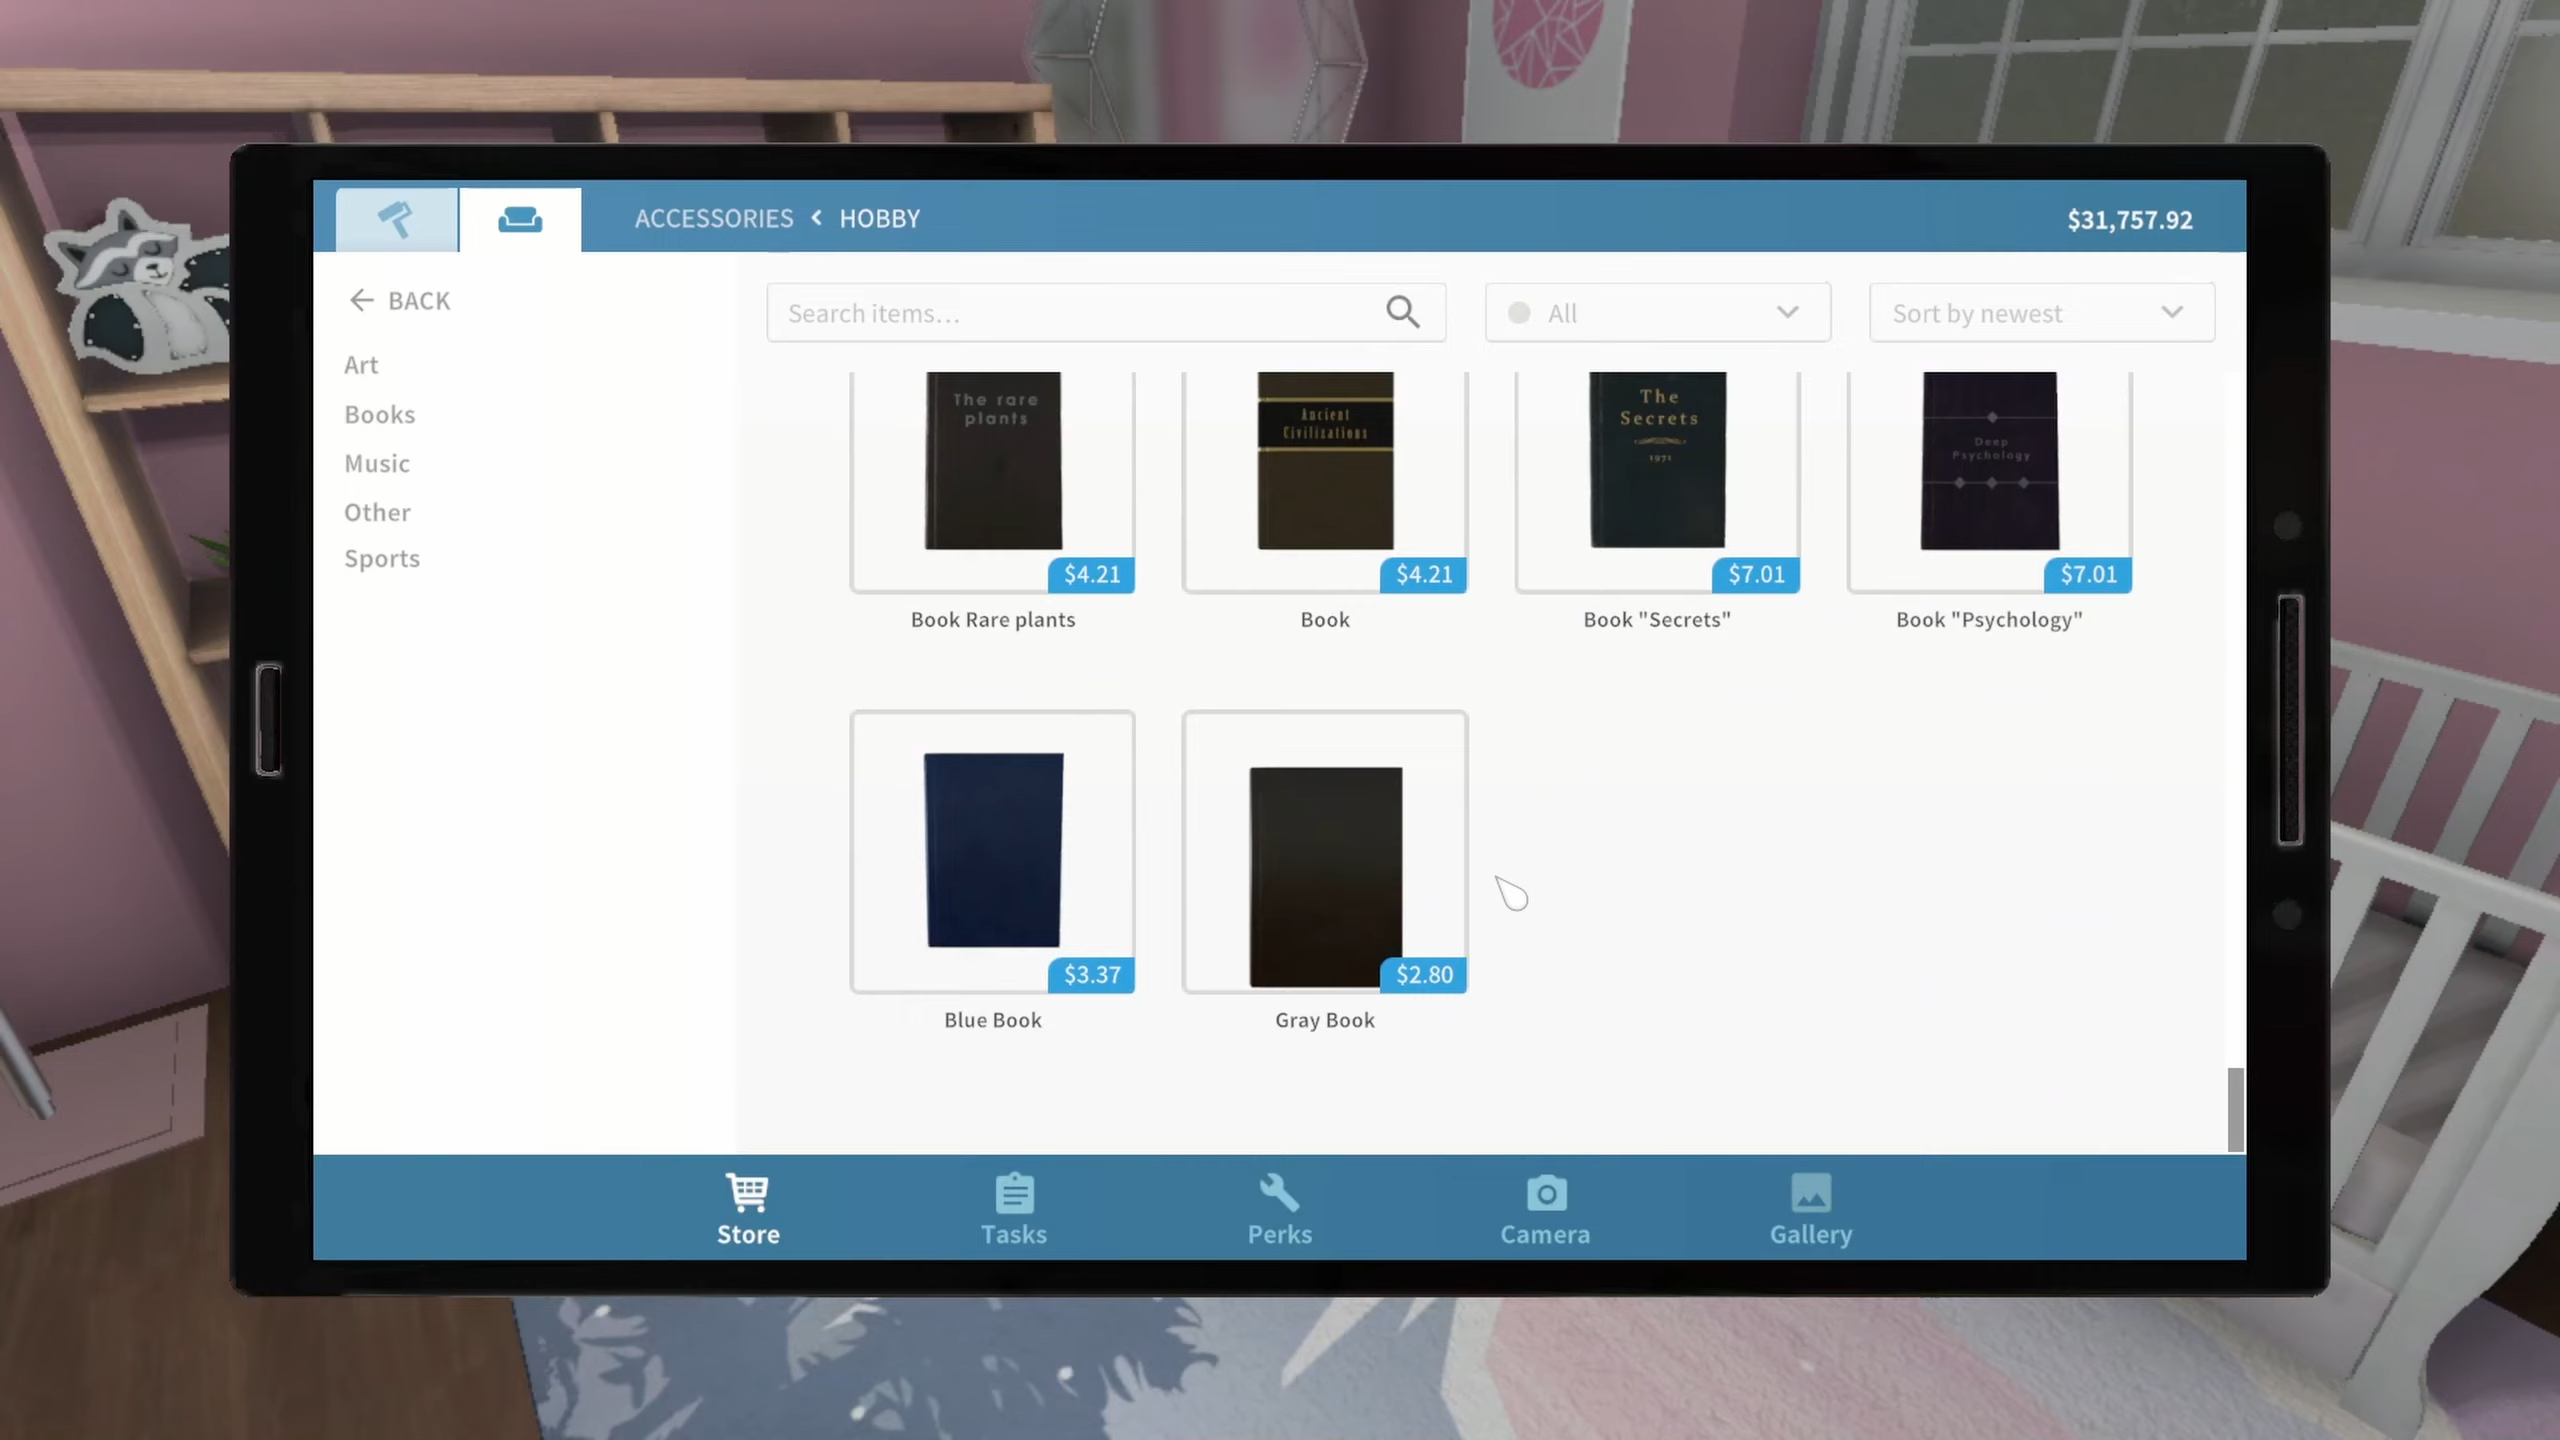 ACCESSORIES < HOBBY
$31,757.92
BACK
Search items...
All
Sort by newest
Art
Books
Music
Other
Sports
The rare
plants
$4.21
Book Rare plants
Ancient
Civilizations
$4.21
Book
The
Secrets
1971
$7.01
Book "Secrets"
Deep
Psychology
$7.01
Book "Psychology"
$3.37
Blue Book
$2.80
Gray Book
Store
Tasks
Perks
Camera
Gallery